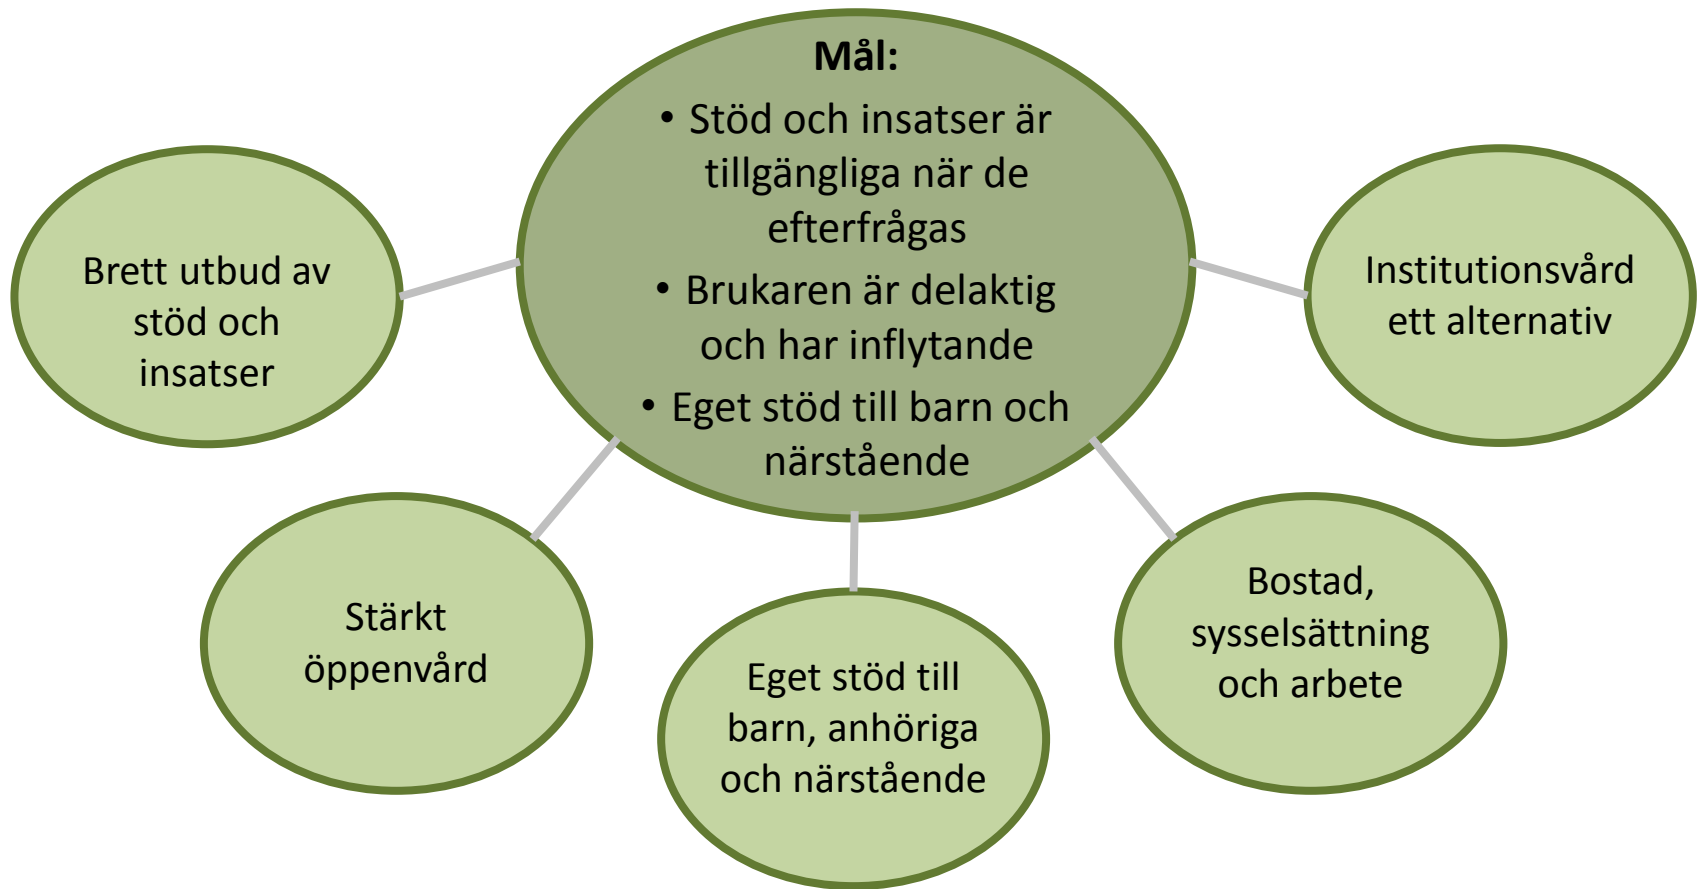 Mål:
• Stöd och insatser är
tillgängliga när de
efterfrågas
• Brukaren är delaktig
och har inflytande
• Eget stöd till barn och
närstående
Brett utbud av
stöd och
insatser
Stärkt
öppenvård
Eget stöd till
barn, anhöriga
och närstående
Bostad,
sysselsättning
och arbete
Institutionsvård
ett alternativ